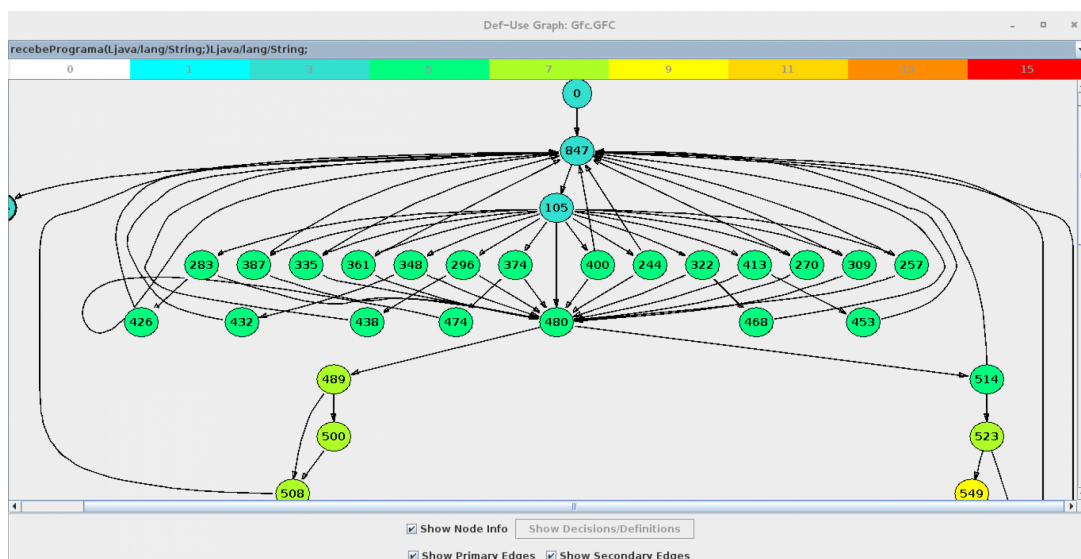 Def-Use Graph: Gfc.GFC
recebePrograma(Ljava/lang/String;)Ljava/lang/String;
0 1 3 5 7 9 11 13 15
0
847
105
283 387 335 361 348 296 374 400 244 322 413 270 309 257
426 432 438 474 480 468 453
489 514
500 523
508 549
Show Node Info Show Decisions/Definitions
Show Primary Edges Show Secondary Edges